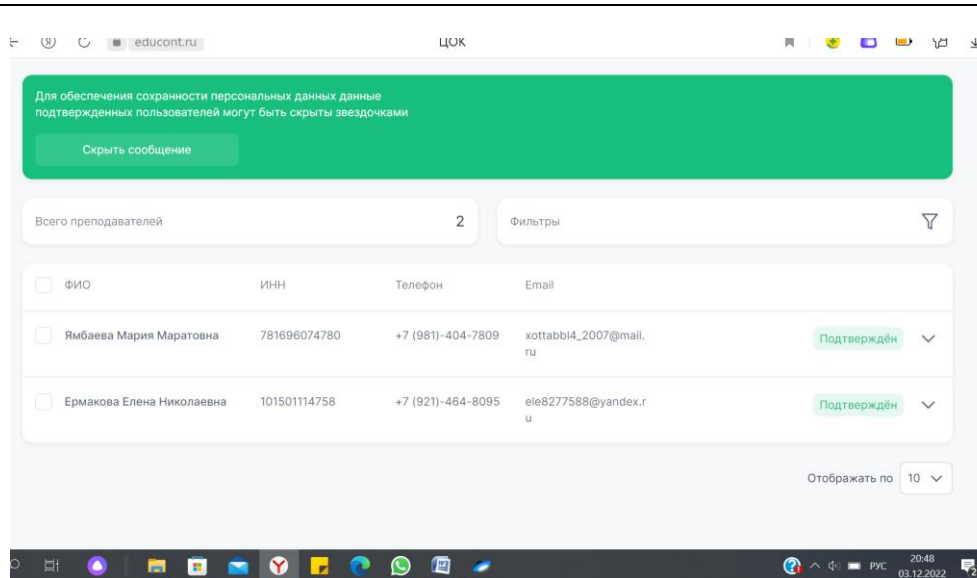 educont.ru ЦОК
Для обеспечения сохранности персональных данных данные
подтвержденных пользователей могут быть скрыты звездочками
Скрыть сообщение
Всего преподавателей 2 Фильтры
ФИО ИНН Телефон Email
Ямбаева Мария Маратовна 781696074780 +7 (981)-404-7809 xottabbl4_2007@mail.
ru Подтверждён
Ермакова Елена Николаевна 101501114758 +7 (921)-464-8095 ele8277588@yandex.r
u Подтверждён
Отображать по 10
20:48
РУС 03.12.2022